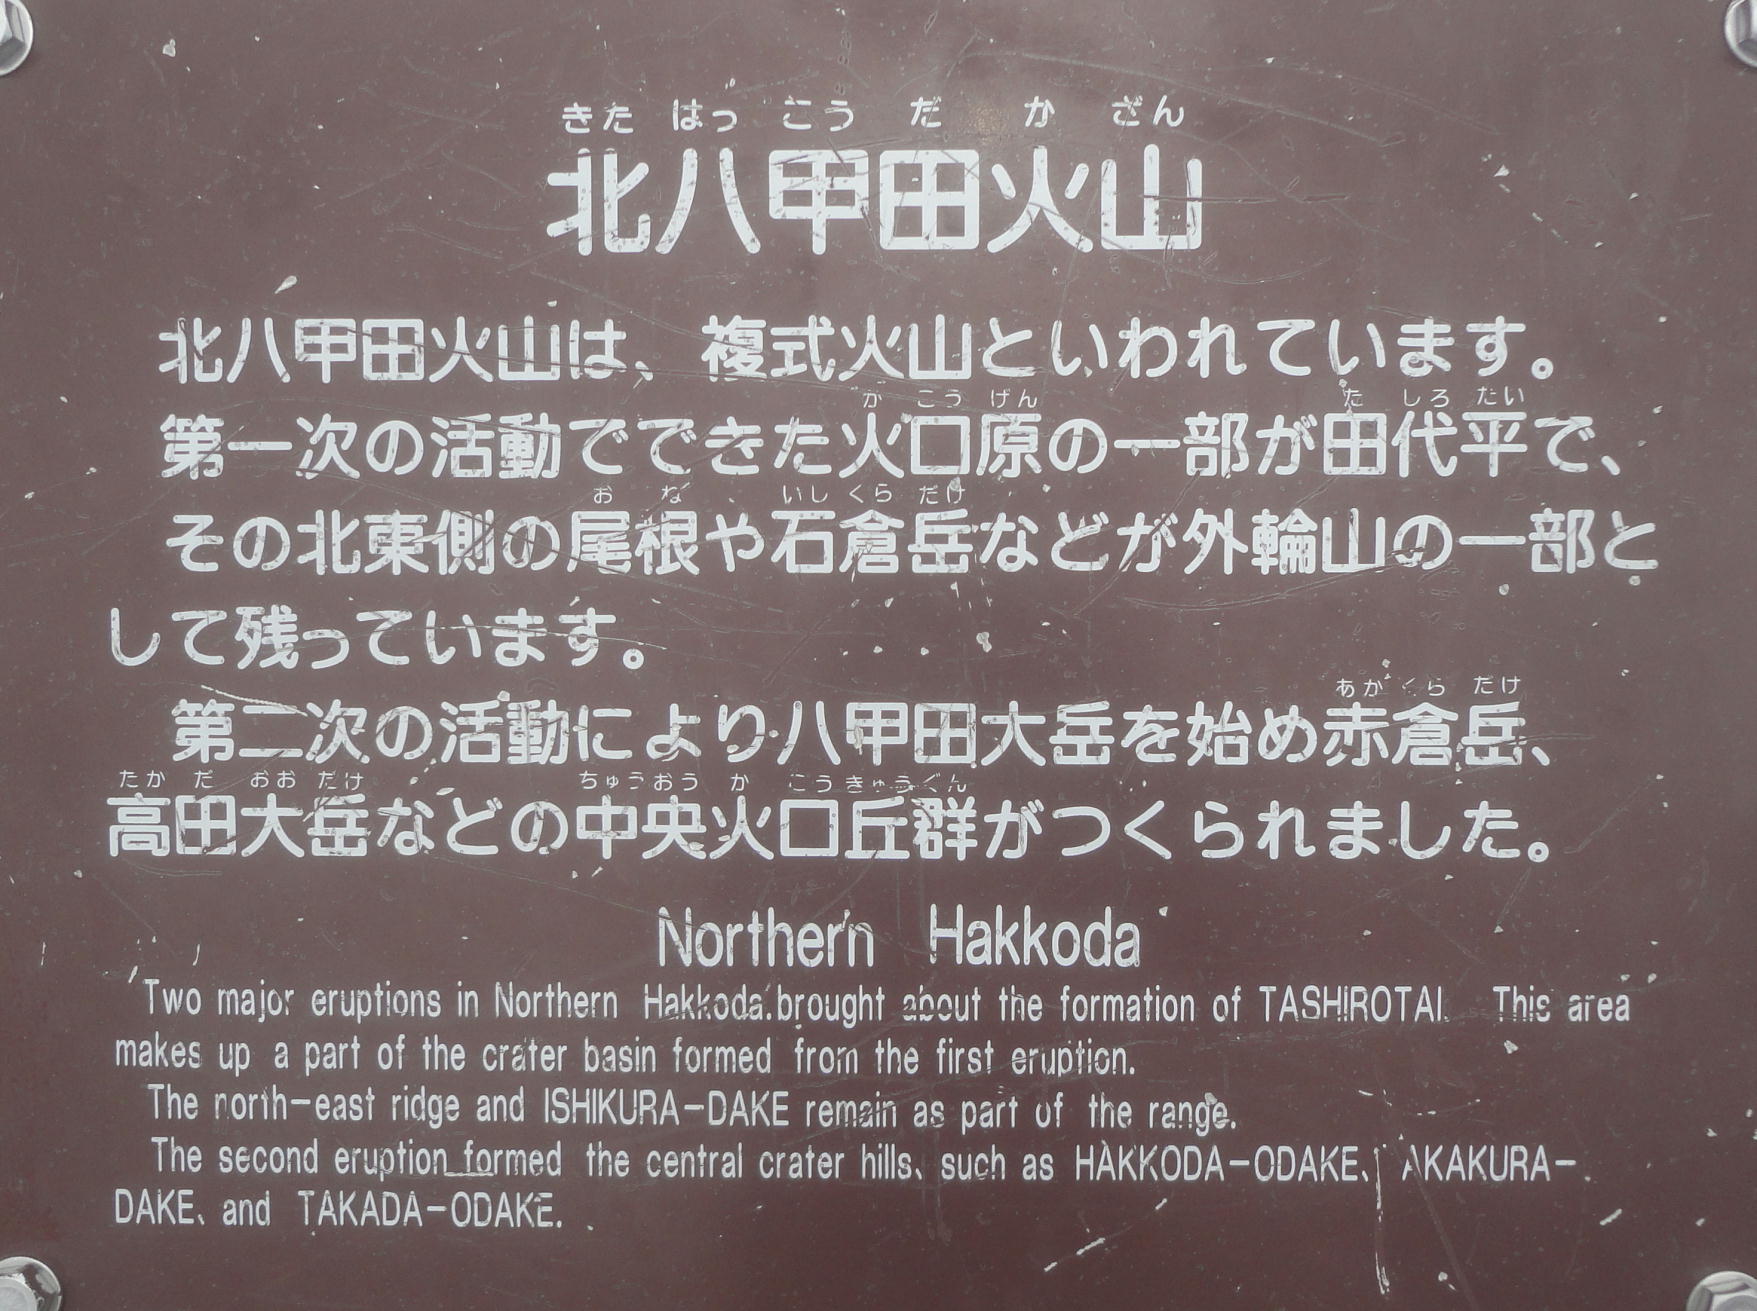 きた はっ こう だ か ざん
北八甲田火山
北八甲田火山は、複式火山といわれています。
か こう げん た しろ たい
第一次の活動でできた火口原の一部が田代平で、
お ね いし くら だけ
その北東側の尾根や石倉岳などが外輪山の一部と
して残っています。
あか くら だけ
第二次の活動により八甲田大岳を始め赤倉岳、
たか だ おお だけ ちゅうおう か こうきゅうぐん
高田大岳などの中央火口丘群がつくられました。
Northern Hakkoda
Two major eruptions in Northern Hakkoda brought about the formation of TASHIROTAI. This area
makes up a part of the crater basin formed from the first eruption.
The north-east ridge and ISHIKURA-DAKE remain as part of the range.
The second eruption formed the central crater hills, such as HAKKODA-ODAKE, AKAKURA-
DAKE, and TAKADA-ODAKE.